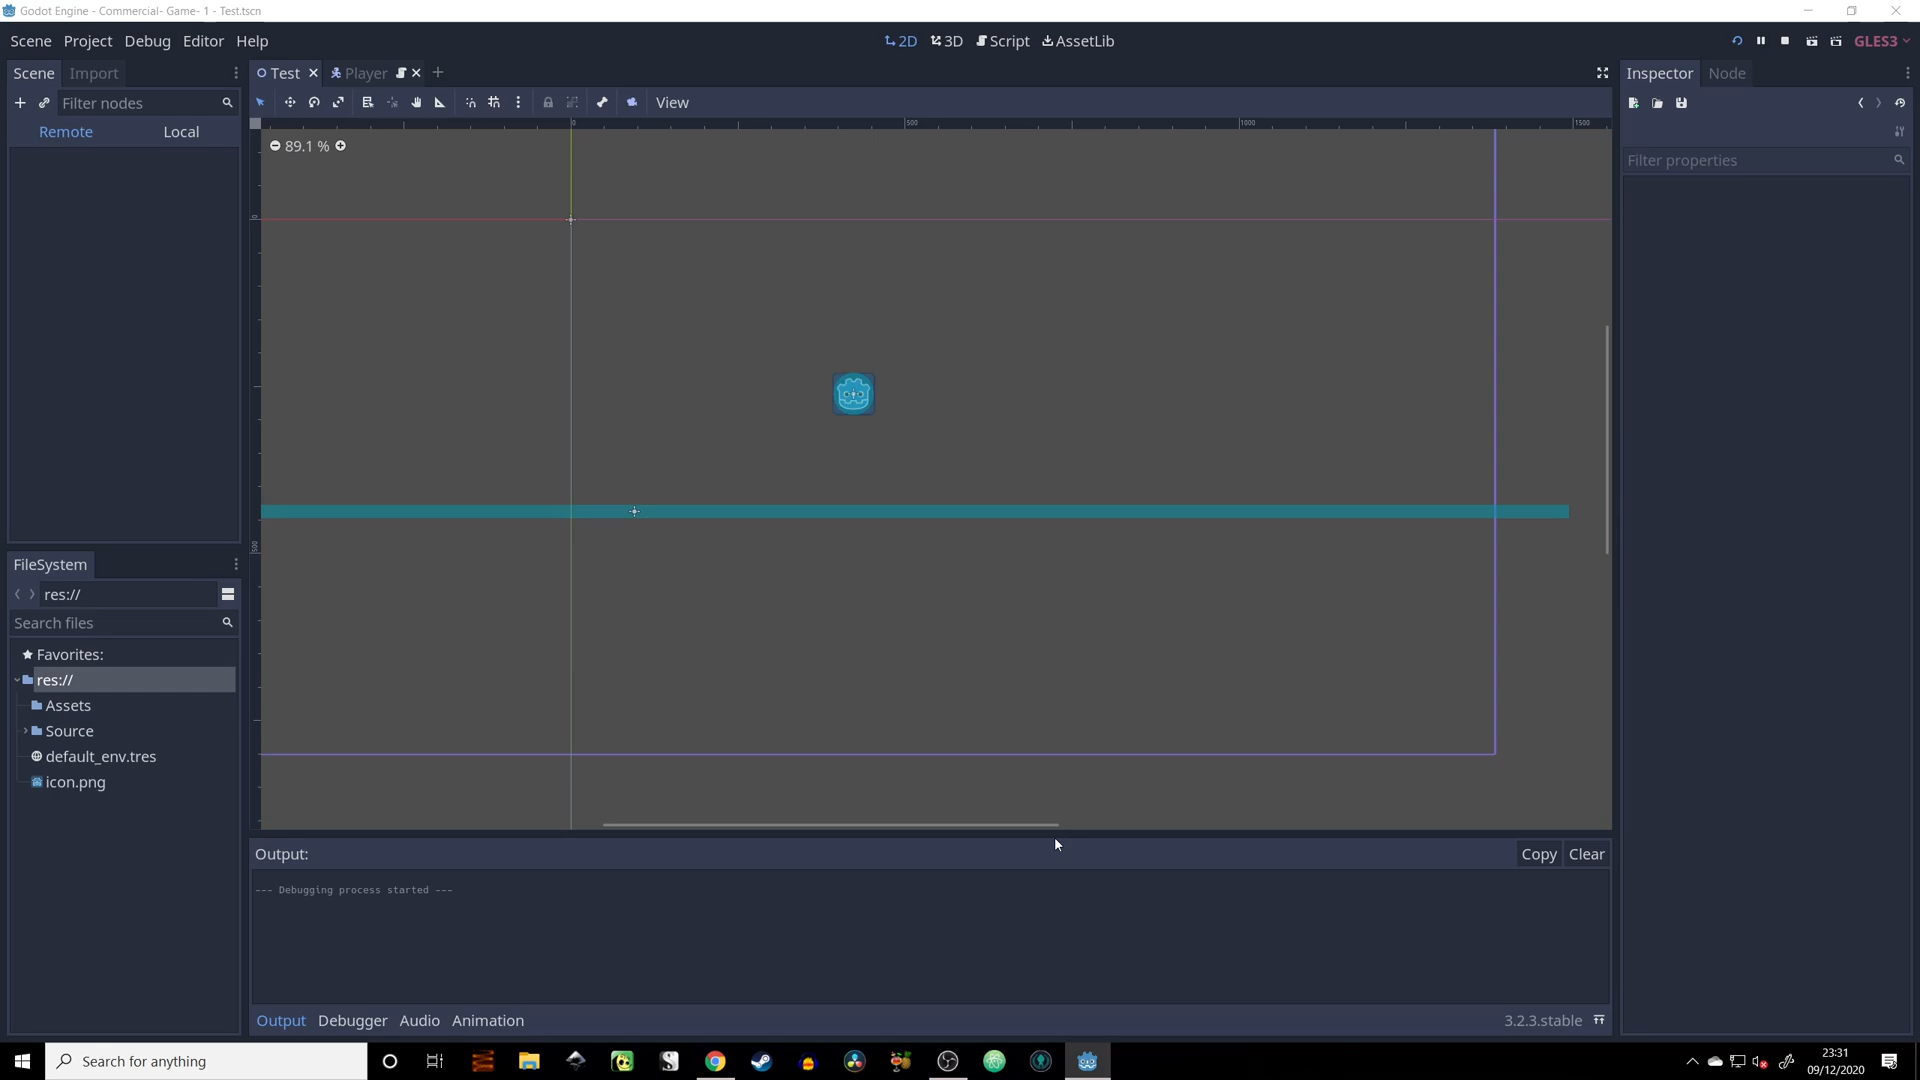 Godot Engine - Commercial- Game- 1 - Test.tscn
Scene Project Debug Editor Help
2D 3D Script AssetLib
GLES3
Scene Import
Test Player
Inspector Node
Filter nodes
View
Remote Local
0 500 1000 1500
89.1 %
Filter properties
0
500
FileSystem
res://
Search files
Favorites:
res://
Assets
Source
default_env.tres
icon.png
Output:
Copy Clear
--- Debugging process started ---
Output Debugger Audio Animation
3.2.3.stable
Search for anything
23:31
09/12/2020